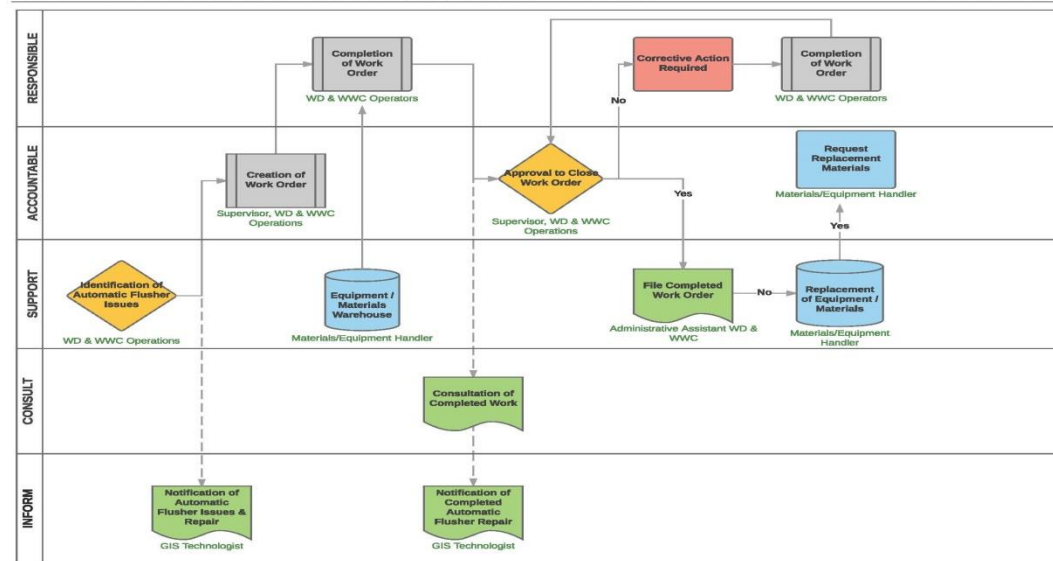 RESPONSIBLE
Completion
of Work
Order
WD & WWC Operators
Corrective Action
Required
Completion
of Work
Order
WD & WWC Operators
No
ACCOUNTABLE
Creation of
Work Order
Supervisor, WD & WWC
Operations
Approval to Close
Work Order
Supervisor, WD & WWC
Operations
Yes
Request
Replacement
Materials
Materials/Equipment Handler
Yes
SUPPORT
Identification of
Automatic Flusher
Issues
WD & WWC Operations
Equipment /
Materials
Warehouse
Materials/Equipment Handler
File Completed
Work Order
Administrative Assistant WD &
WWC
No
Replacement
of Equipment /
Materials
Materials/Equipment
Handler
CONSULT
Consultation of
Completed Work
INFORM
Notification of
Automatic
Flusher Issues &
Repair
GIS Technologist
Notification of
Completed
Automatic
Flusher Repair
GIS Technologist